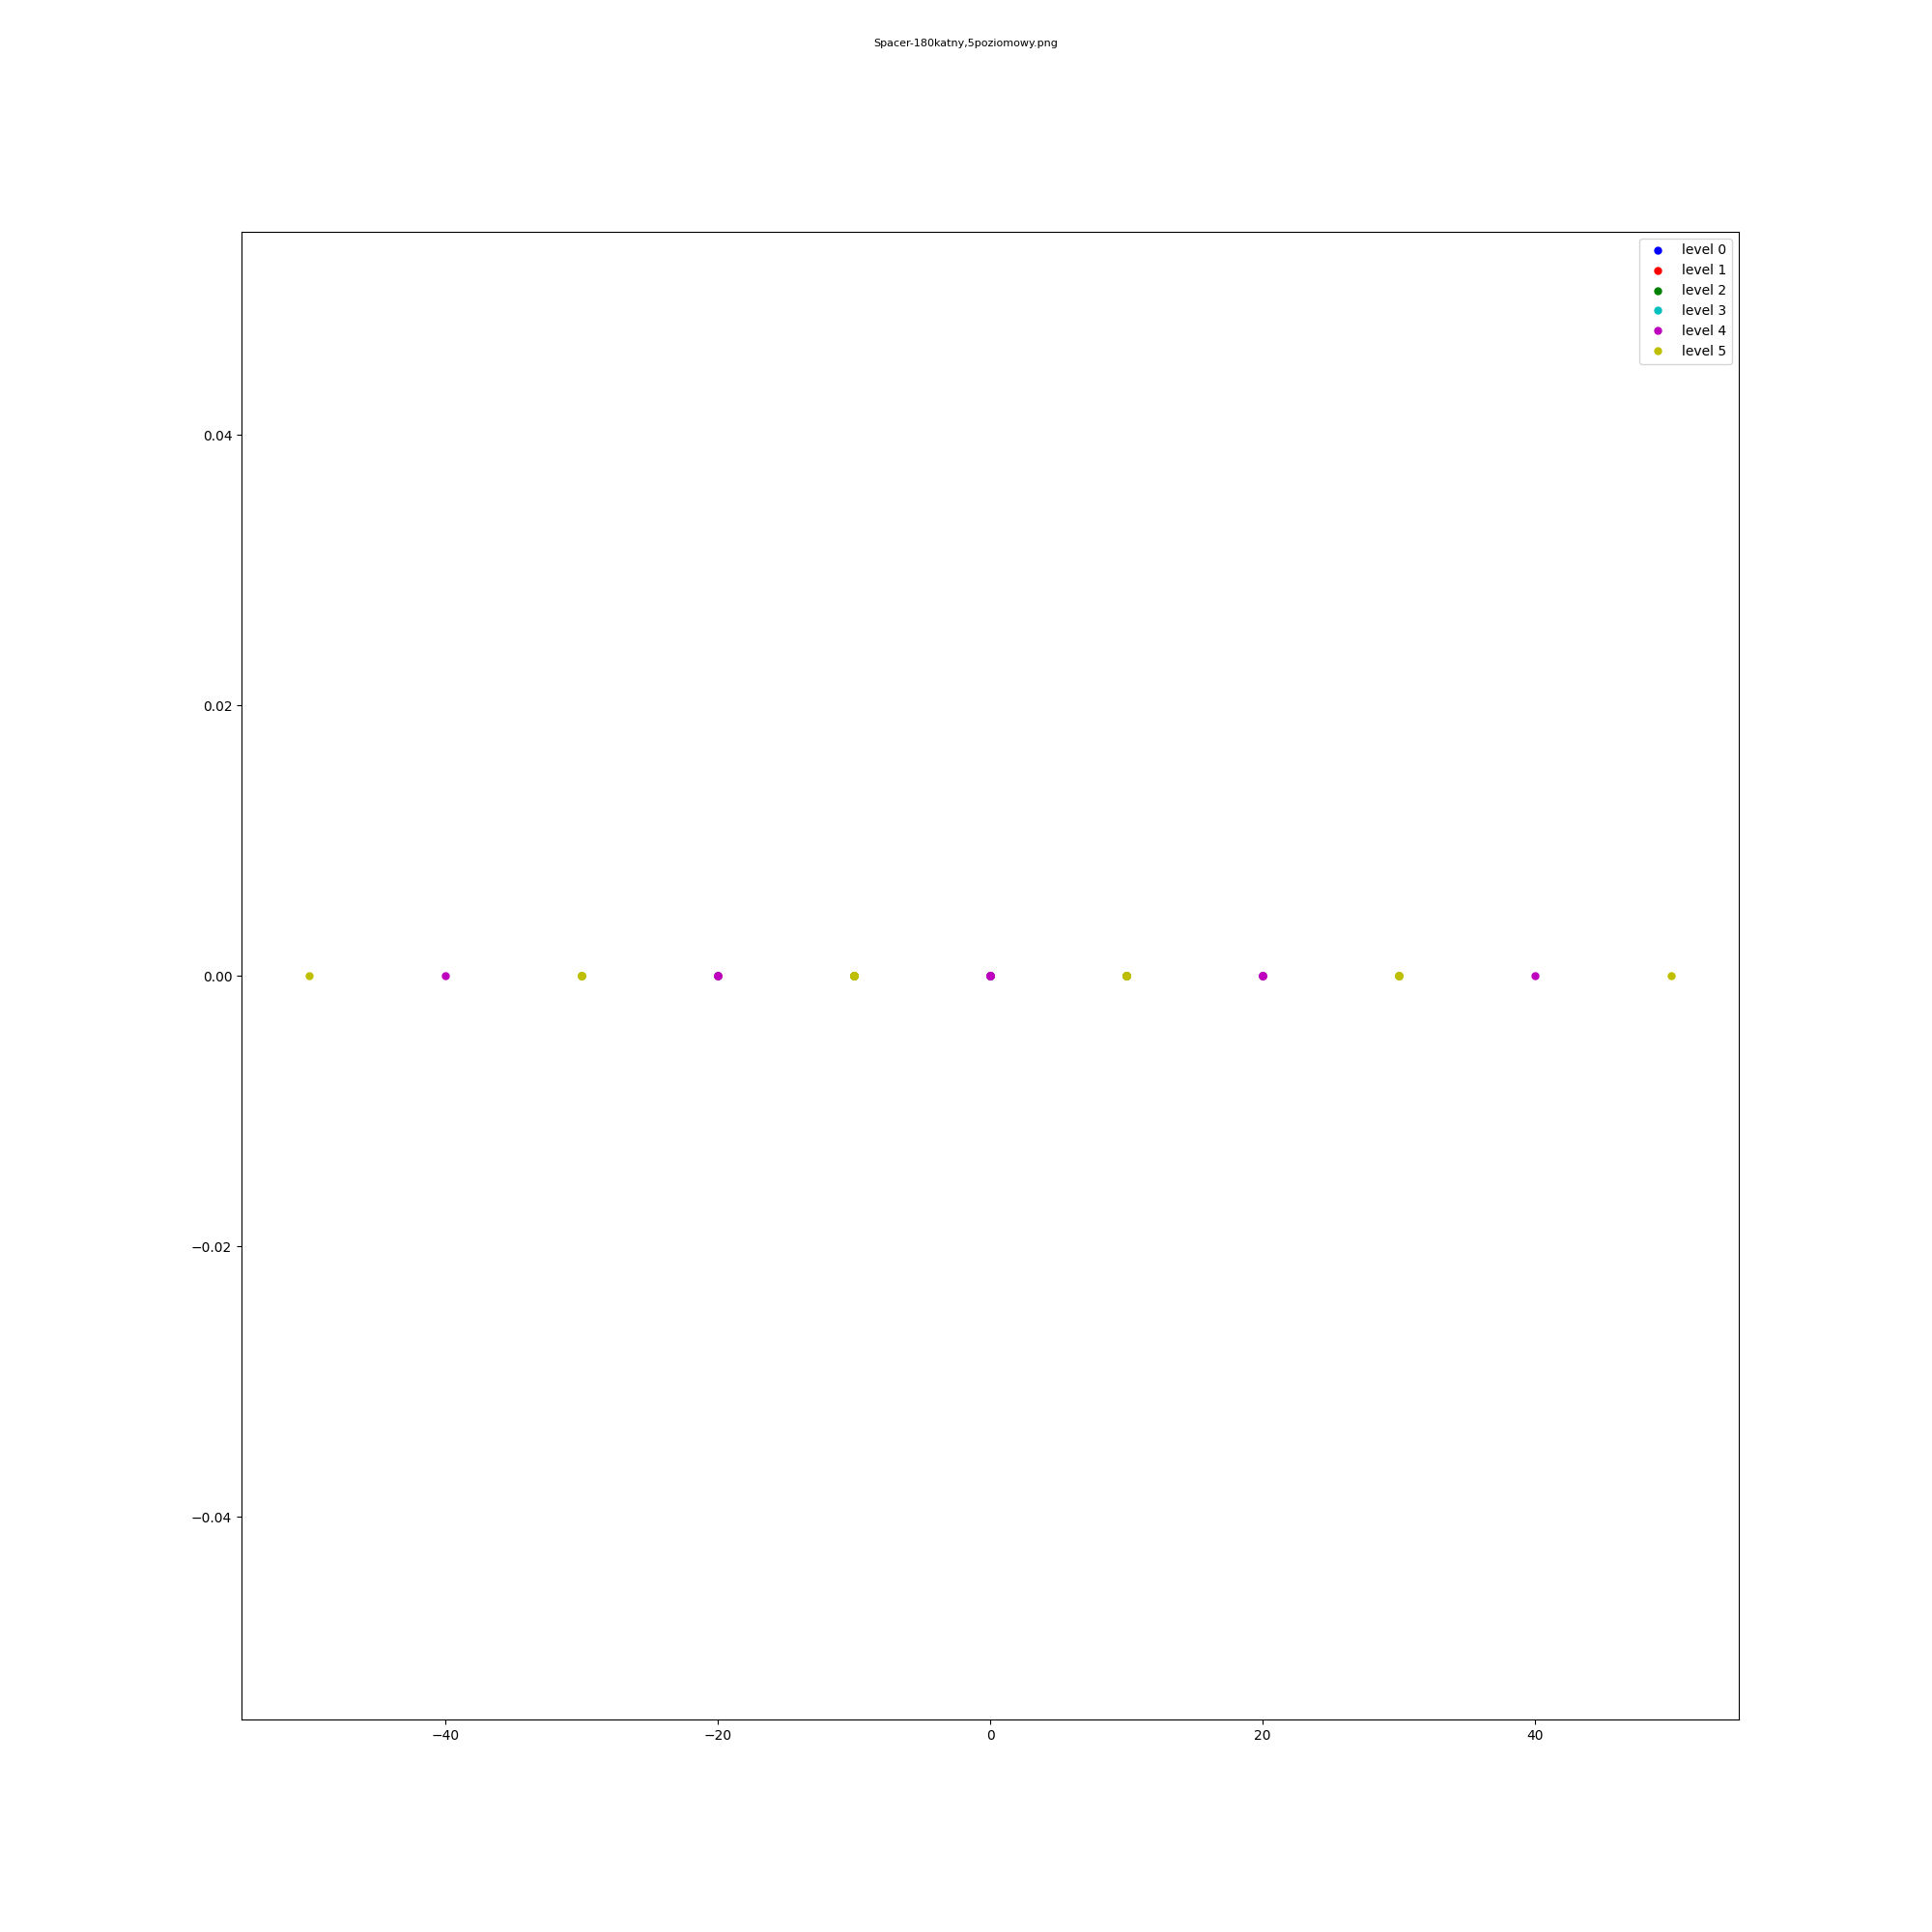 Spacer-180katny,5poziomowy.png
level 0
level 1
level 2
level 3
level 4
level 5
0.04
0.02
0.00
−0.02
−0.04
−40 −20 0 20 40